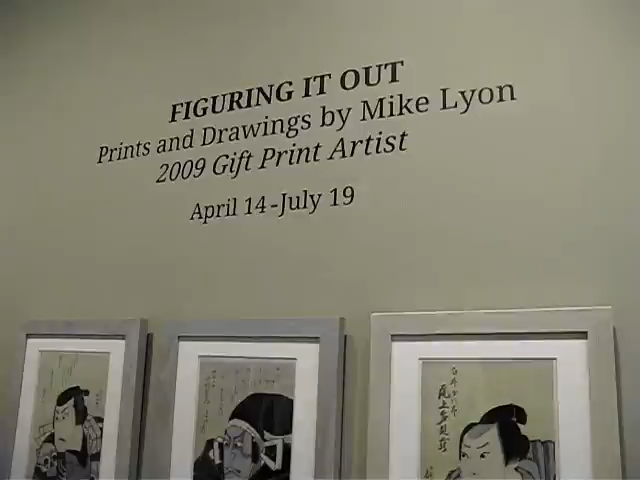 FIGURING IT OUT
Prints and Drawings by Mike Lyon
2009 Gift Print Artist
April 14-July 19